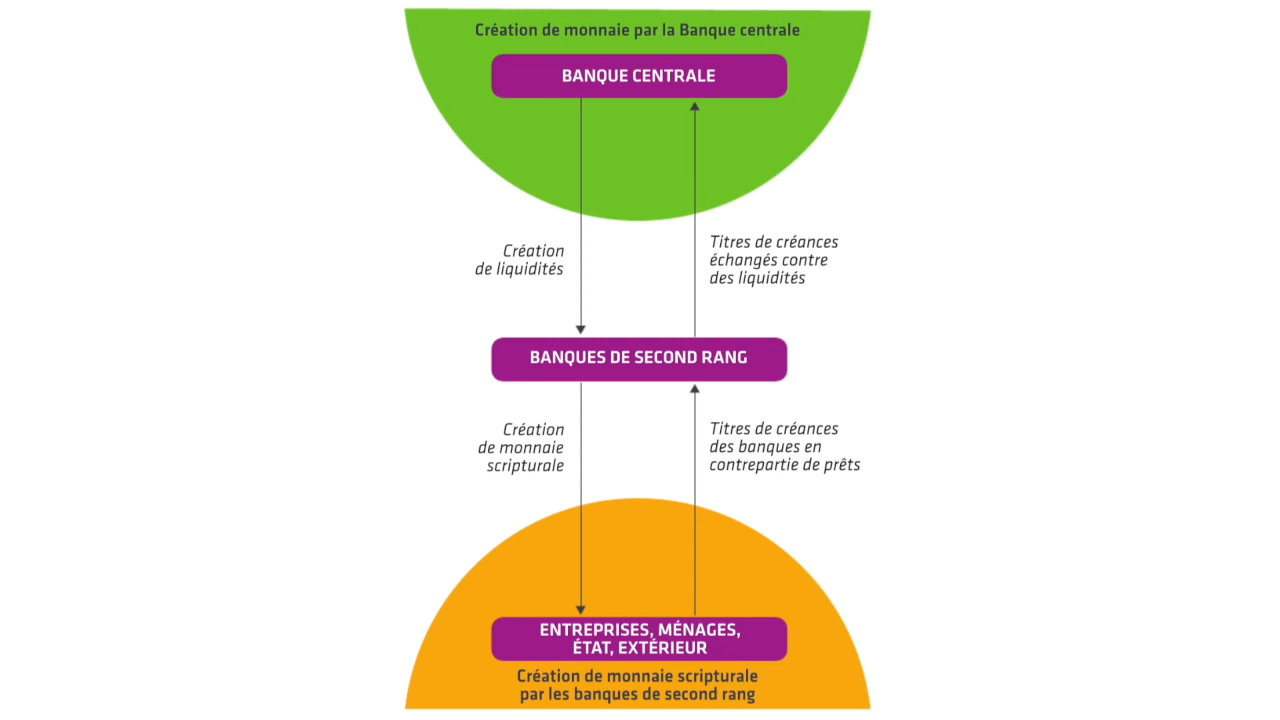 Création de monnaie par la Banque centrale
BANQUE CENTRALE
Création
de liquidités
Titres de créances
échangés contre
des liquidités
BANQUES DE SECOND RANG
Création
de monnaie
scripturale
Titres de créances
des banques en
contrepartie de prêts
ENTREPRISES, MÉNAGES,
ÉTAT, EXTÉRIEUR
Création de monnaie scripturale
par les banques de second rang